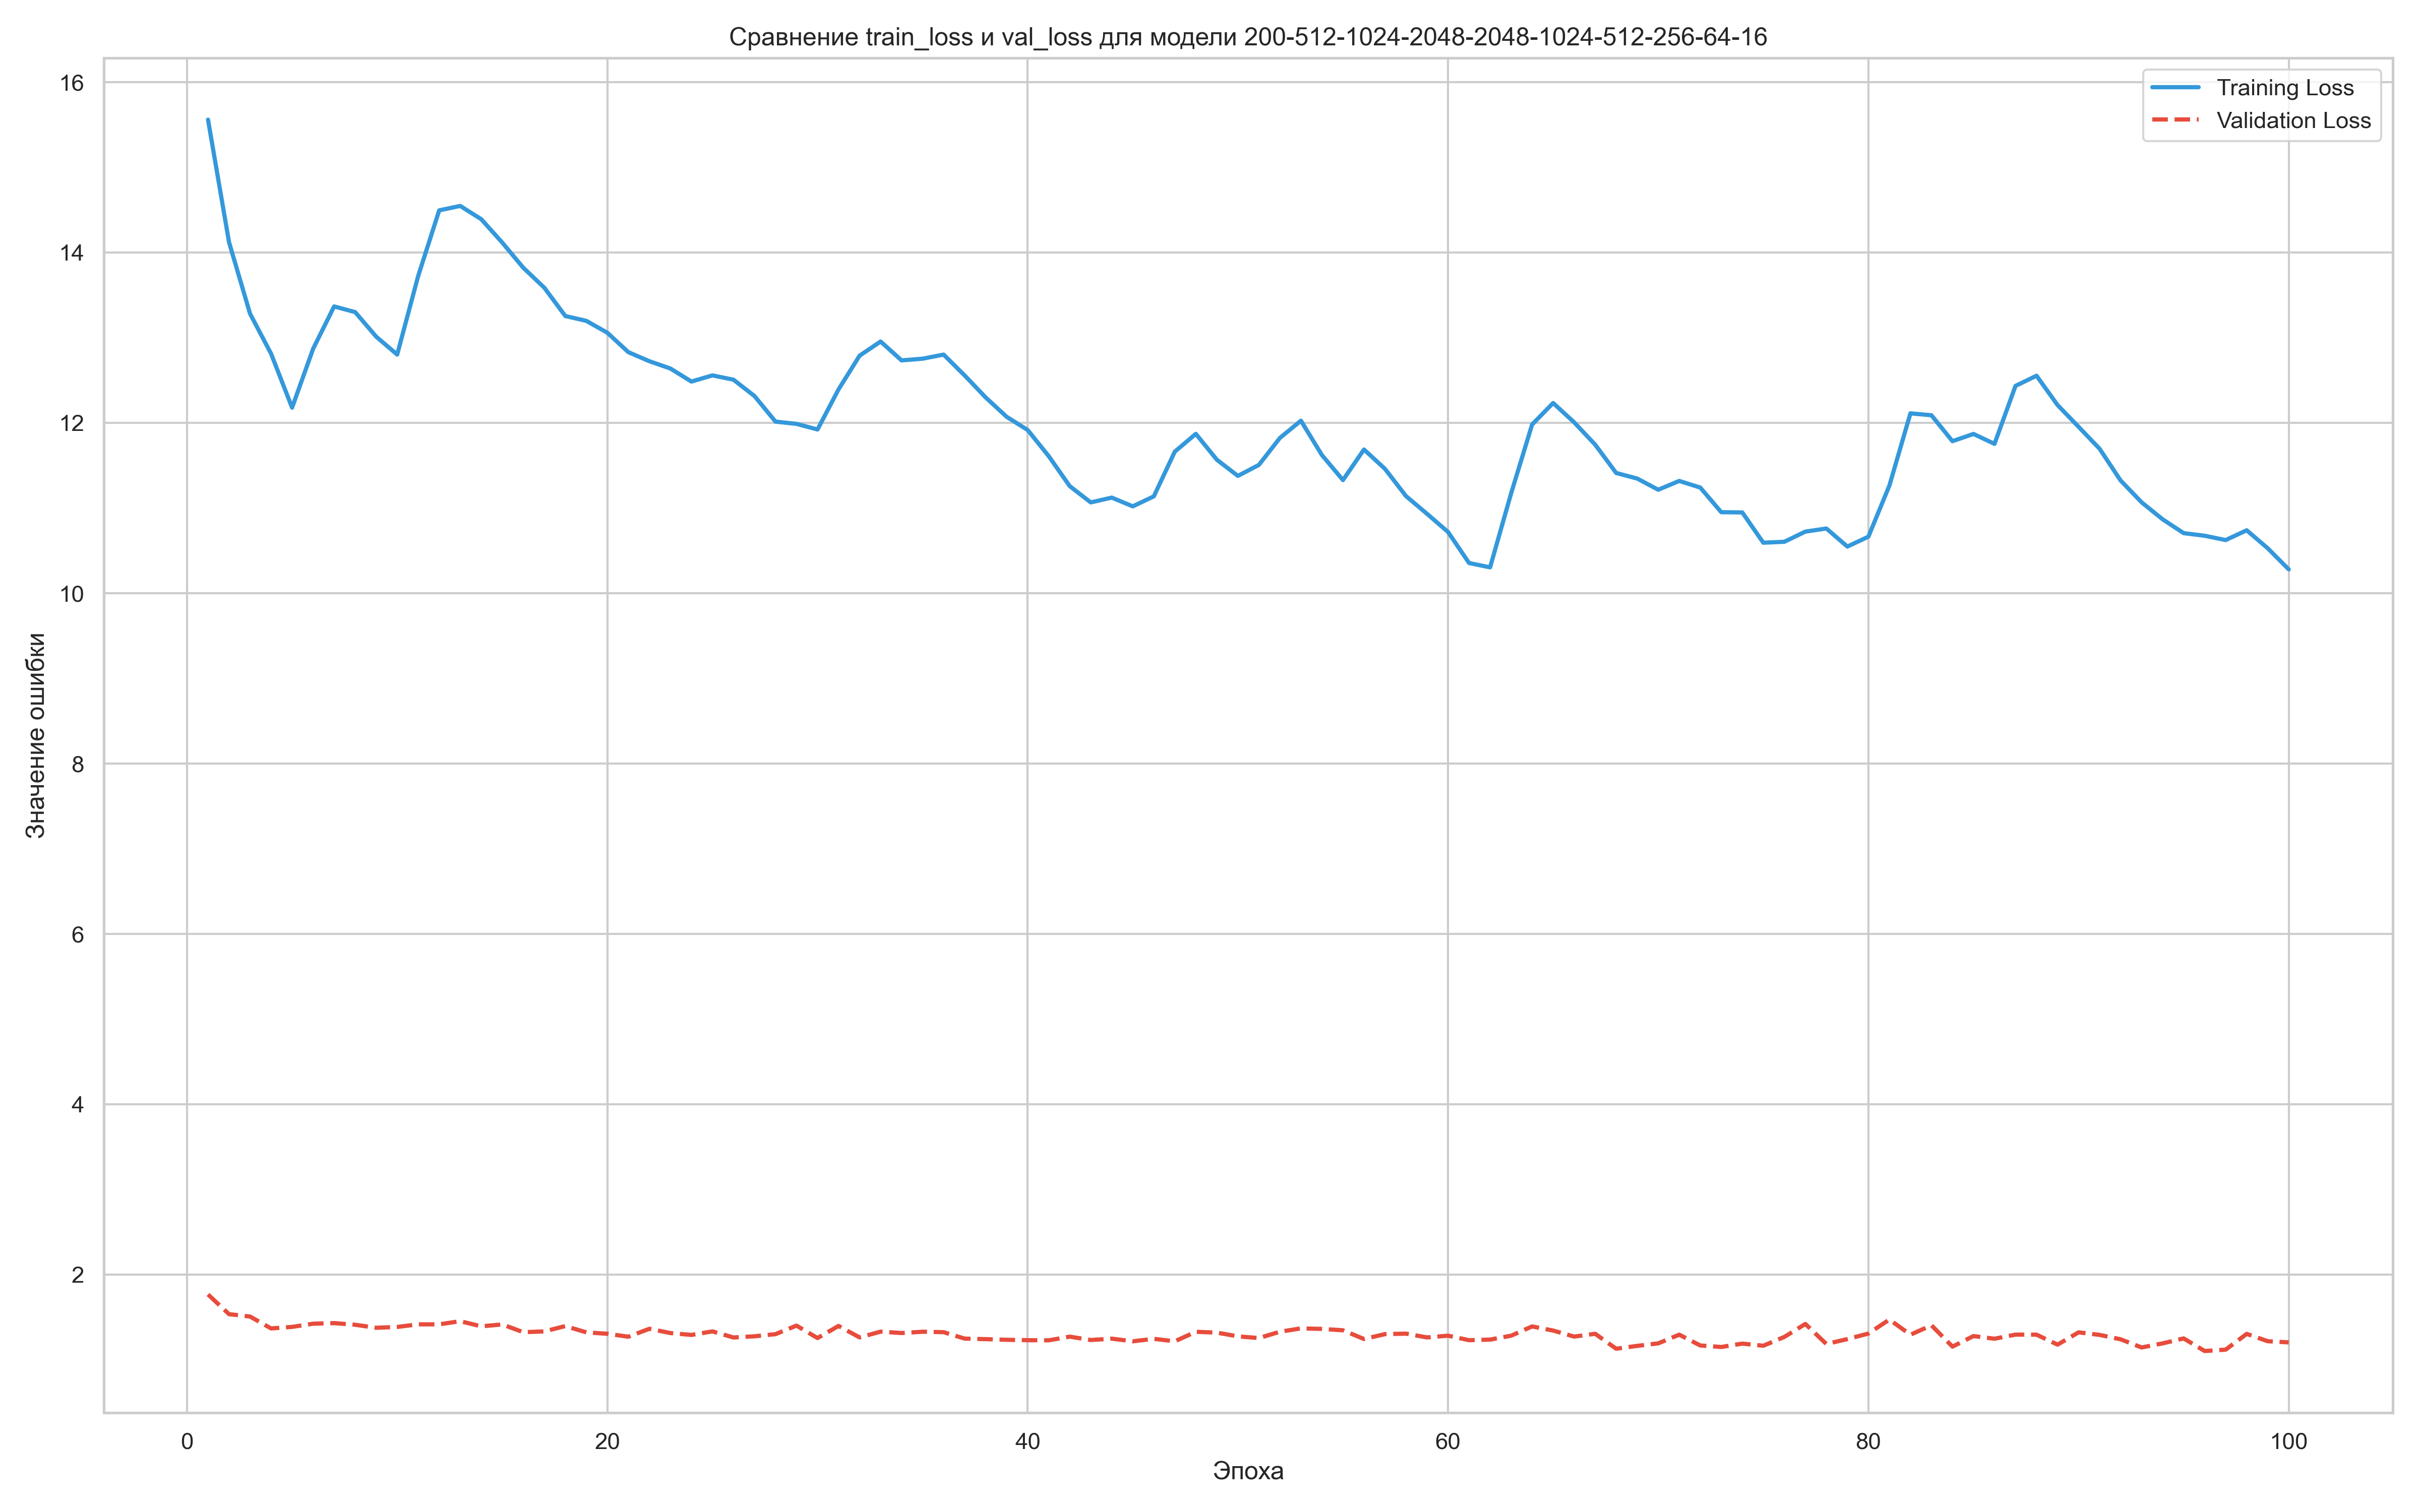 Сравнение train_loss и val_loss для модели 200-512-1024-2048-2048-1024-512-256-64-16
Training Loss
Validation Loss
Значение ошибки
16
14
12
10
8
6
4
2
0 20 40 60 80 100
Эпоха